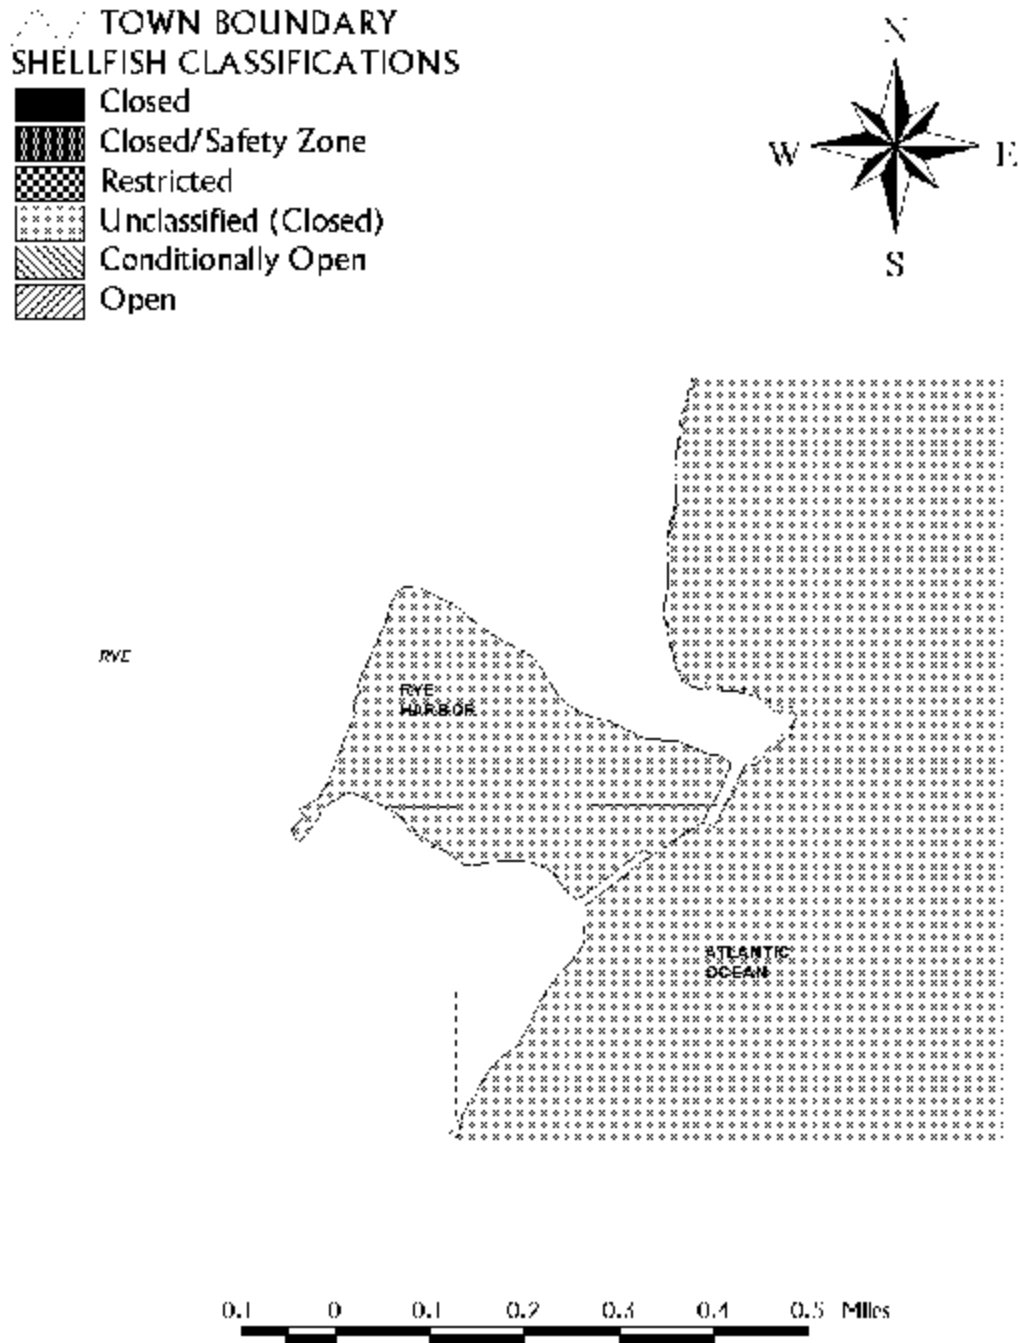 TOWN BOUNDARY
SHELLFISH CLASSIFICATIONS
Closed
Closed/Safety Zone
Restricted
Unclassified (Closed)
Conditionally Open
Open
N
W
E
S
RYE
RYE
HARBOR
ATLANTIC
OCEAN
0.1 0 0.1 0.2 0.3 0.4 0.5 Miles